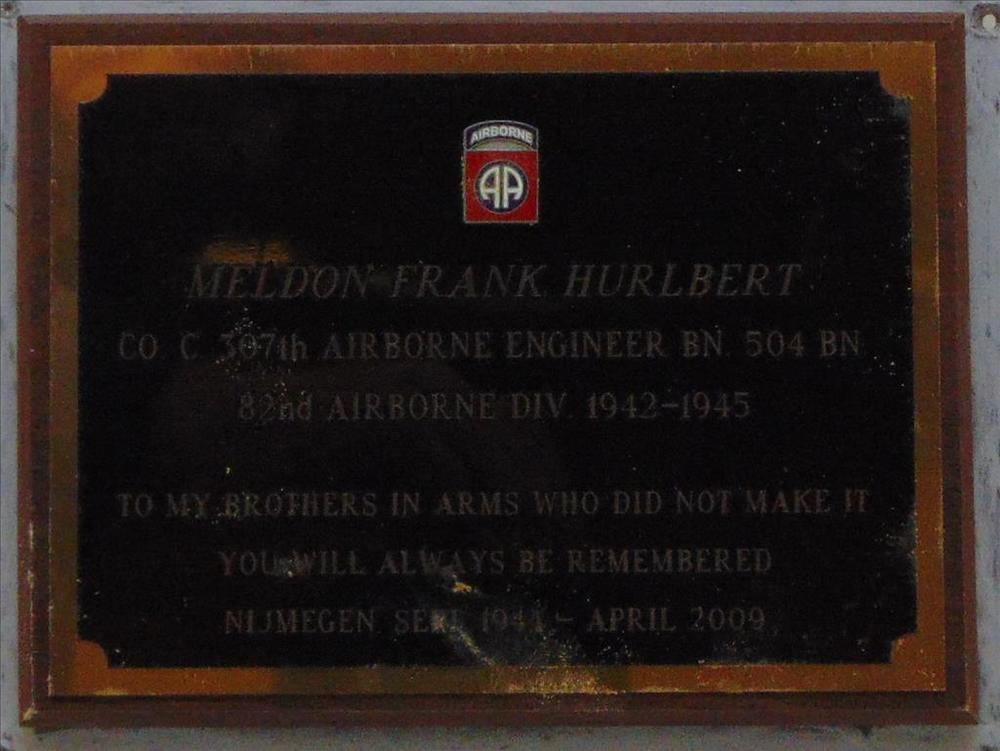 AIRBORNE
AA
MELDON FRANK HURLBERT
CO C 307th AIRBORNE ENGINEER BN. 504 BN
82nd AIRBORNE DIV. 1942-1945
TO MY BROTHERS IN ARMS WHO DID NOT MAKE IT
YOU WILL ALWAYS BE REMEMBERED
NIJMEGEN SEPT 1944 - APRIL 2009